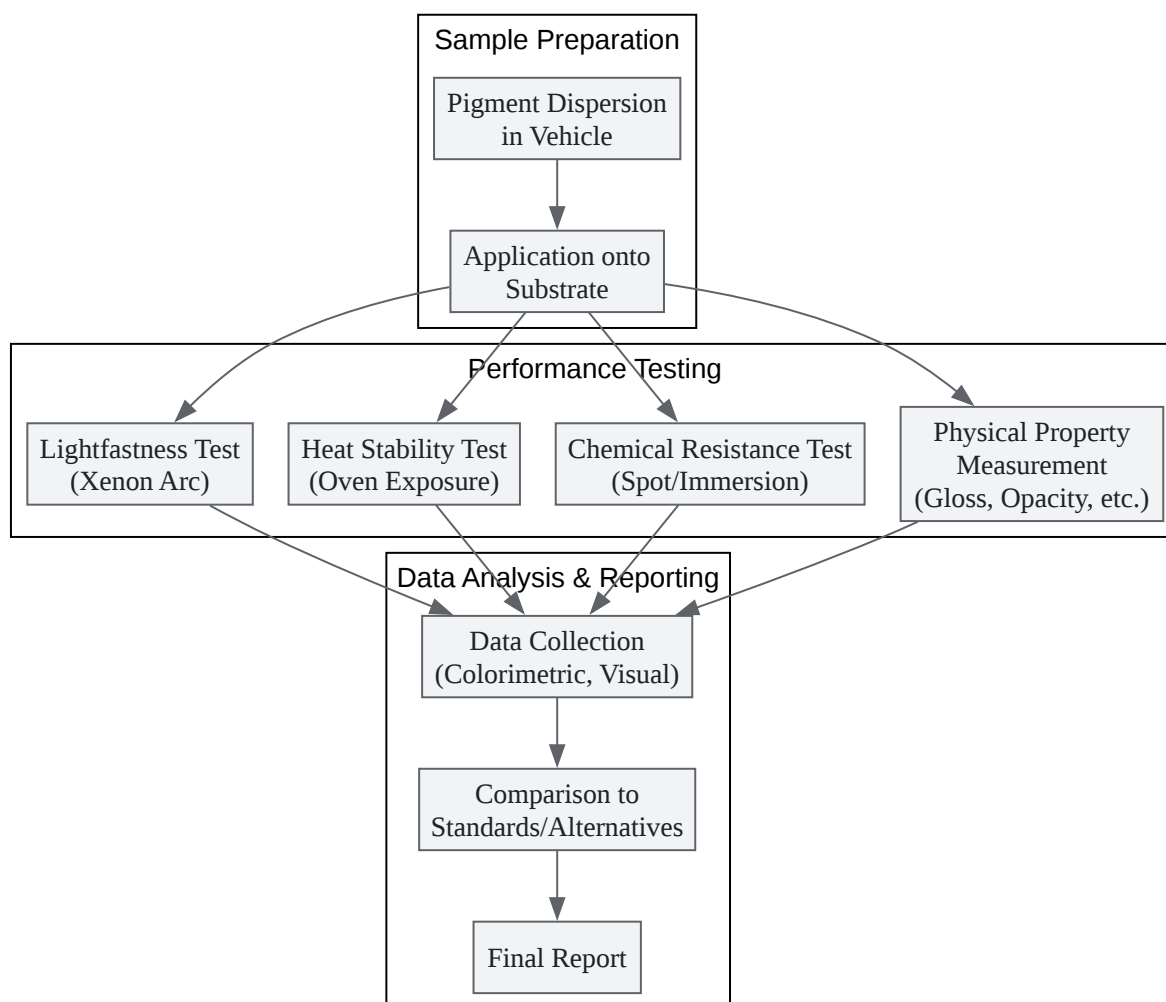 Sample Preparation
Pigment Dispersion
in Vehicle
Application onto
Substrate
Performance Testing
Lightfastness Test
(Xenon Arc)
Heat Stability Test
(Oven Exposure)
Chemical Resistance Test
(Spot/Immersion)
Physical Property
Measurement
(Gloss, Opacity, etc.)
Data Analysis & Reporting
Data Collection
(Colorimetric, Visual)
Comparison to
Standards/Alternatives
Final Report